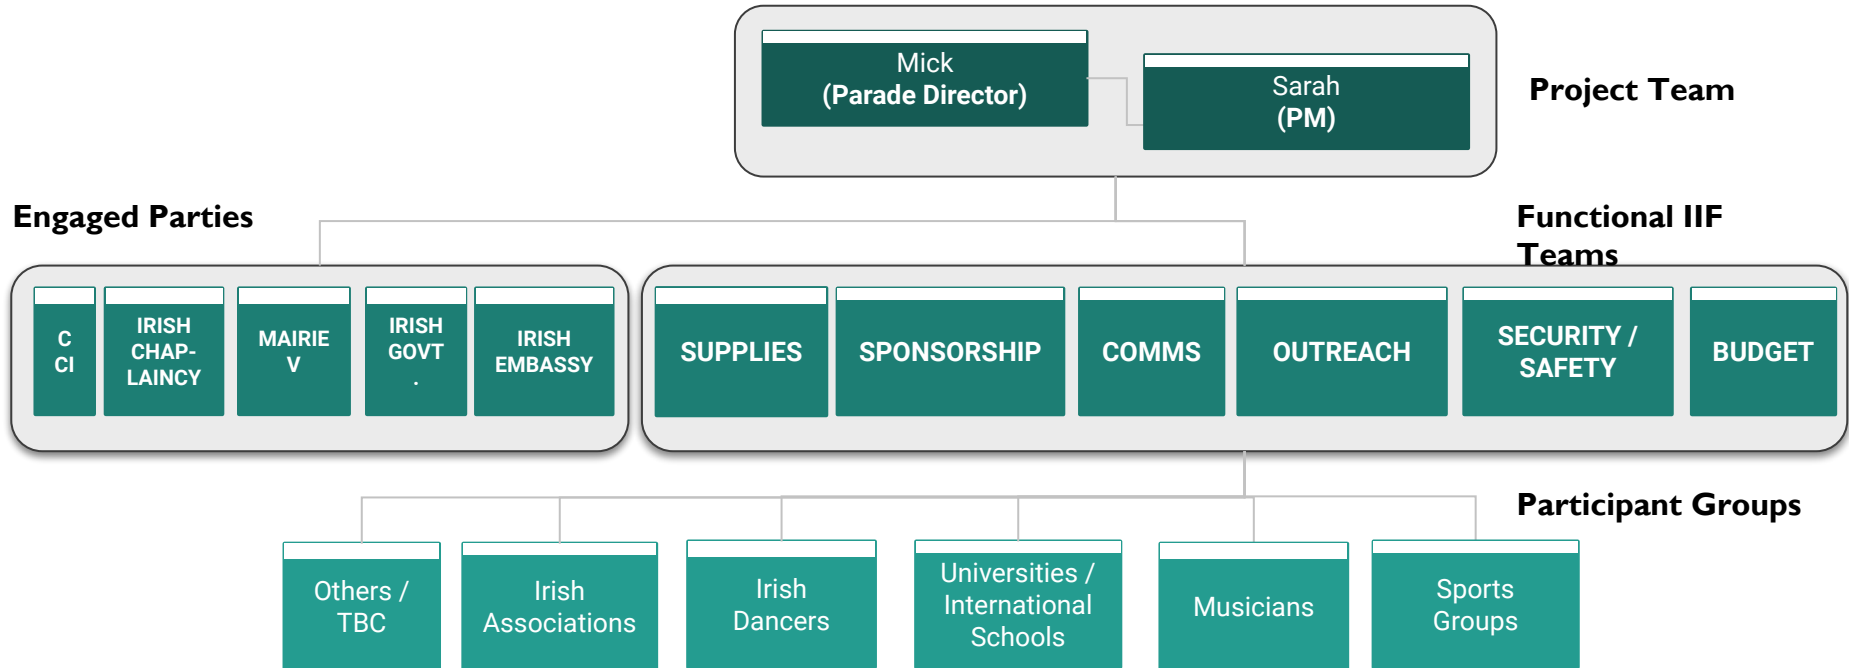 Mick
(Parade Director)
Sarah
(PM)
Project Team
Engaged Parties
Functional IIF
Teams
C
CI
IRISH
CHAP-
LAINCY
MAIRIE
V
IRISH
GOVT
.
IRISH
EMBASSY
SUPPLIES
SPONSORSHIP
COMMS
OUTREACH
SECURITY /
SAFETY
BUDGET
Participant Groups
Others /
TBC
Irish
Associations
Irish
Dancers
Universities /
International
Schools
Musicians
Sports
Groups